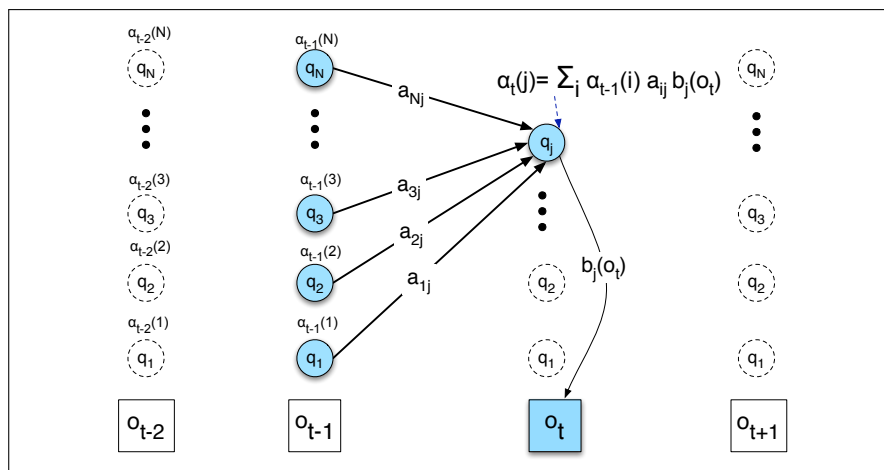 αt-2(N) αt-1(N)
qN qN αt(j)= Σi αt-1(i) aij bj(ot) qN
aNj
qj
αt-2(3) αt-1(3)
a3j
q3 q3 q3
a2j
αt-2(2) αt-1(2)
bj(ot)
q2 q2 a1j q2 q2
αt-2(1) αt-1(1)
q1 q1 q1 q1
ot-2 ot-1 ot ot+1